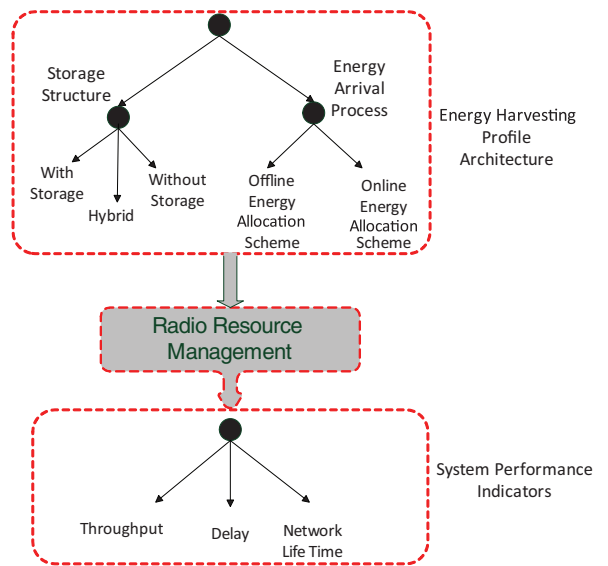 Storage
Structure
Energy
Arrival
Process
With
Storage
Hybrid
Without
Storage
Offline
Energy
Allocation
Scheme
Online
Energy
Allocation
Scheme
Energy Harvesting
Profile
Architecture
Radio Resource
Management
System Performance
Indicators
Throughput
Delay
Network
Life Time